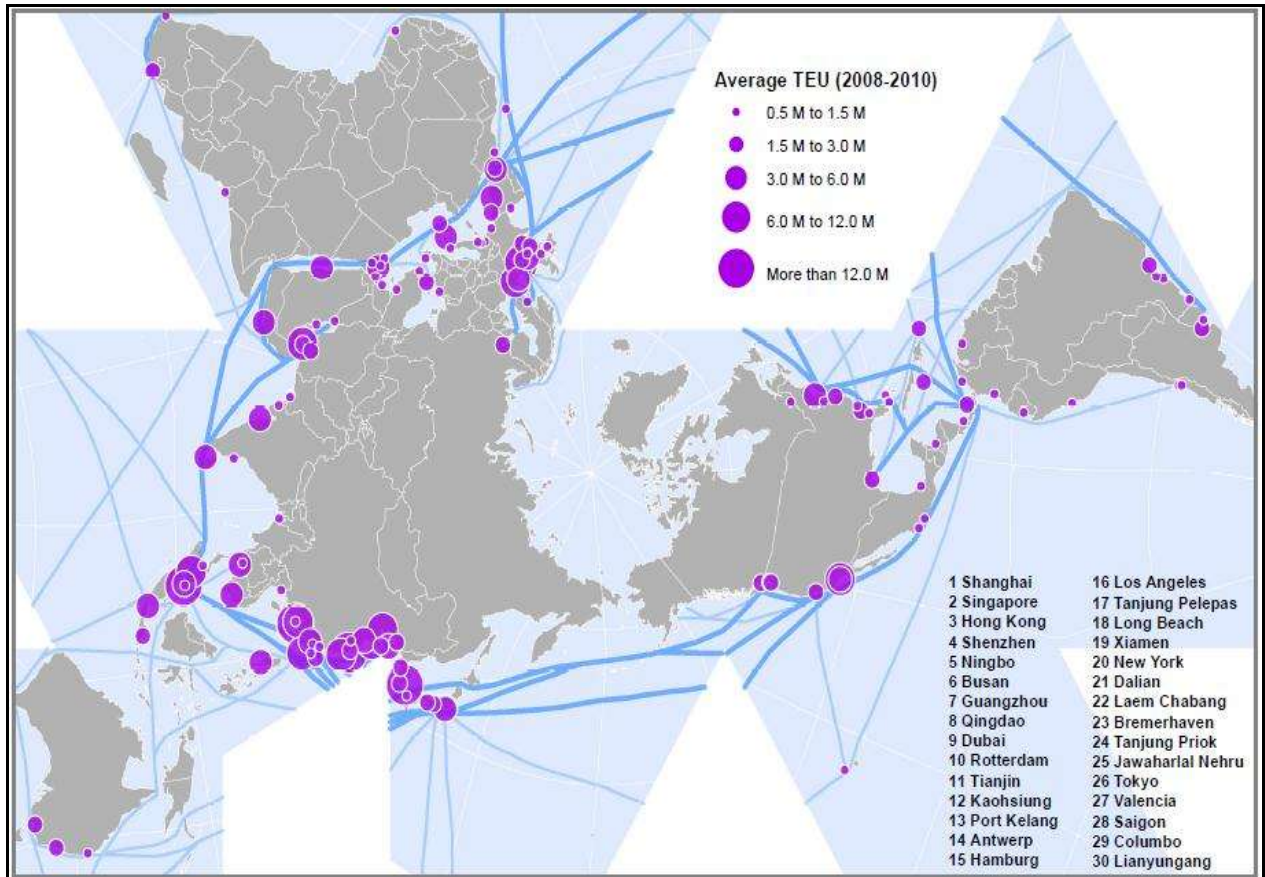 Average TEU (2008-2010)
0.5 M to 1.5 M
1.5 M to 3.0 M
3.0 M to 6.0 M
6.0 M to 12.0 M
More than 12.0 M
1 Shanghai
2 Singapore
3 Hong Kong
4 Shenzhen
5 Ningbo
6 Busan
7 Guangzhou
8 Qingdao
9 Dubai
10 Rotterdam
11 Tianjin
12 Kaohsiung
13 Port Kelang
14 Antwerp
15 Hamburg
16 Los Angeles
17 Tanjung Pelepas
18 Long Beach
19 Xiamen
20 New York
21 Dalian
22 Laem Chabang
23 Bremerhaven
24 Tanjung Priok
25 Jawaharlal Nehru
26 Tokyo
27 Valencia
28 Saigon
29 Columbo
30 Lianyungang